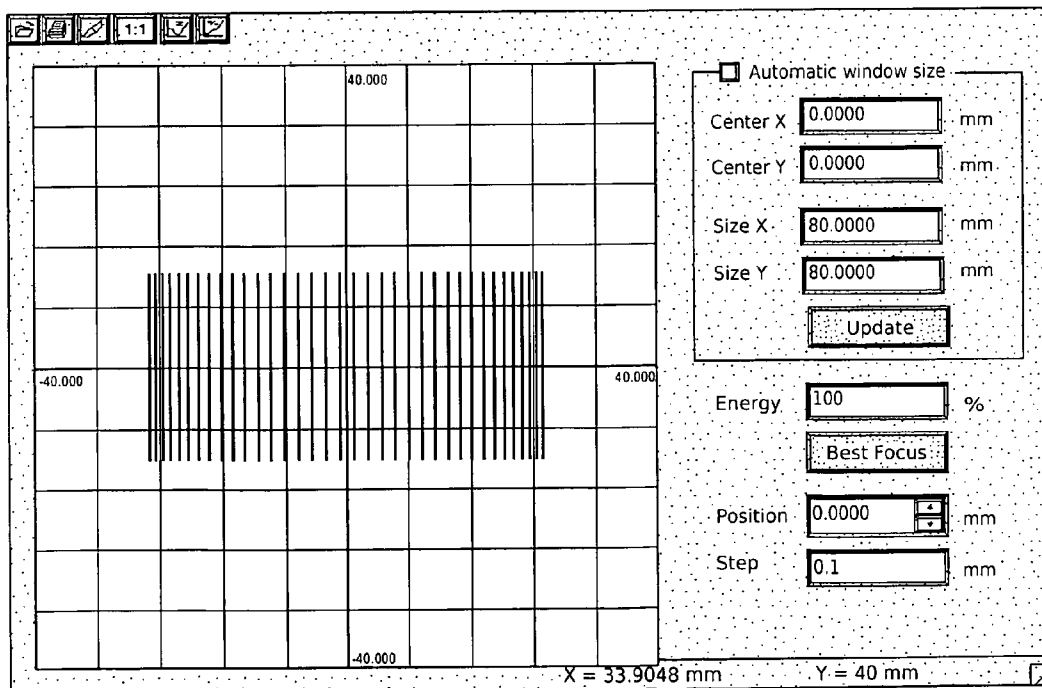 1:1
40.000
-40.000
40.000
-40.000
Automatic window size
Center X 0.0000 mm
Center Y 0.0000 mm
Size X 80.0000 mm
Size Y 80.0000 mm
Update
Energy 100 %
Best Focus
Position 0.0000 mm
Step 0.1 mm
X = 33.9048 mm Y = 40 mm